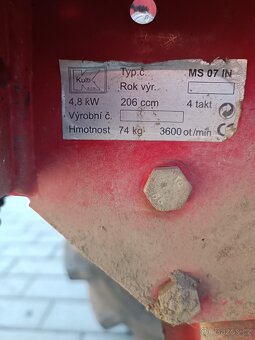 Typ.č. MS 07 IN
Rok výr.
4,8 kW 206 ccm 4 takt
Výrobní č.
Hmotnost 74 kg 3600 ot/min